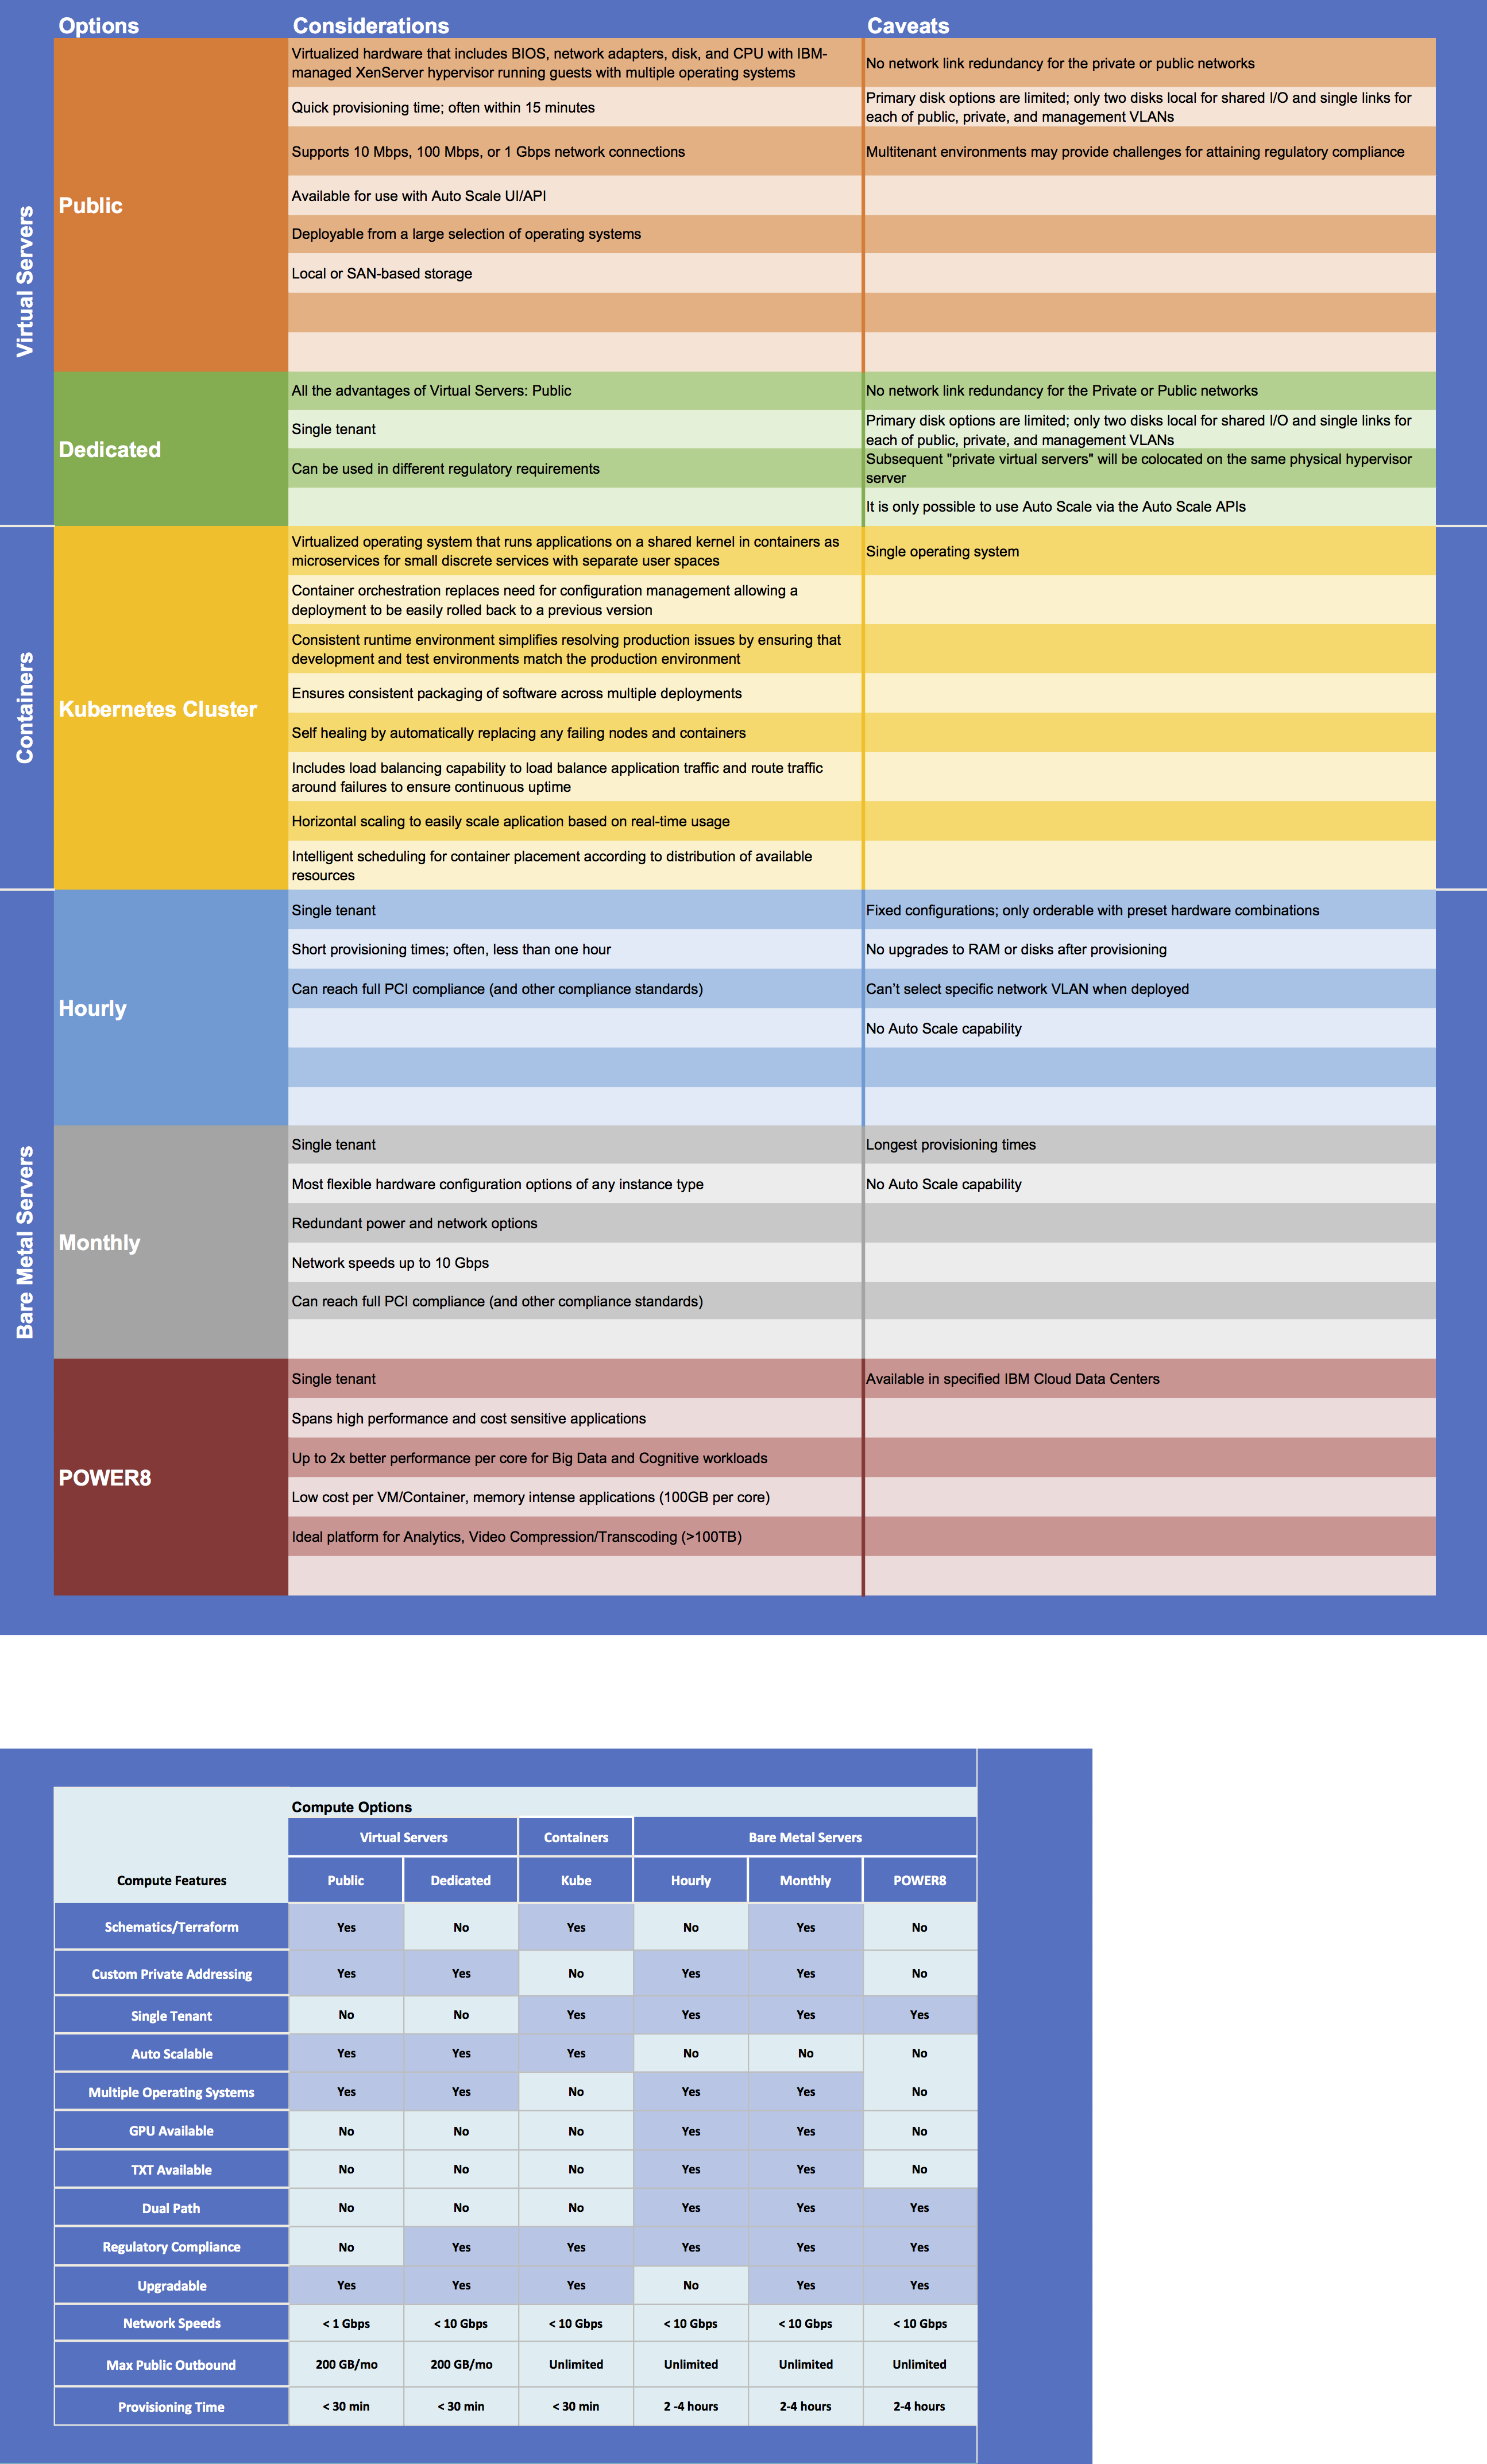 Options Considerations Caveats
Virtual Servers
Public
Virtualized hardware that includes BIOS, network adapters, disk, and CPU with IBM-
managed XenServer hypervisor running guests with multiple operating systems
No network link redundancy for the private or public networks
Quick provisioning time; often within 15 minutes
Primary disk options are limited; only two disks local for shared I/O and single links for
each of public, private, and management VLANs
Supports 10 Mbps, 100 Mbps, or 1 Gbps network connections
Multitenant environments may provide challenges for attaining regulatory compliance
Available for use with Auto Scale UI/API
Deployable from a large selection of operating systems
Local or SAN-based storage
Dedicated
All the advantages of Virtual Servers: Public
No network link redundancy for the Private or Public networks
Single tenant
Primary disk options are limited; only two disks local for shared I/O and single links for
each of public, private, and management VLANs
Can be used in different regulatory requirements
Subsequent "private virtual servers" will be colocated on the same physical hypervisor
server
It is only possible to use Auto Scale via the Auto Scale APIs
Containers
Kubernetes Cluster
Virtualized operating system that runs applications on a shared kernel in containers as
microservices for small discrete services with separate user spaces
Single operating system
Container orchestration replaces need for configuration management allowing a
deployment to be easily rolled back to a previous version
Consistent runtime environment simplifies resolving production issues by ensuring that
development and test environments match the production environment
Ensures consistent packaging of software across multiple deployments
Self healing by automatically replacing any failing nodes and containers
Includes load balancing capability to load balance application traffic and route traffic
around failures to ensure continuous uptime
Horizontal scaling to easily scale aplication based on real-time usage
Intelligent scheduling for container placement according to distribution of available
resources
Bare Metal Servers
Hourly
Single tenant
Fixed configurations; only orderable with preset hardware combinations
Short provisioning times; often, less than one hour
No upgrades to RAM or disks after provisioning
Can reach full PCI compliance (and other compliance standards)
Can’t select specific network VLAN when deployed
No Auto Scale capability
Monthly
Single tenant
Longest provisioning times
Most flexible hardware configuration options of any instance type
No Auto Scale capability
Redundant power and network options
Network speeds up to 10 Gbps
Can reach full PCI compliance (and other compliance standards)
POWER8
Single tenant
Available in specified IBM Cloud Data Centers
Spans high performance and cost sensitive applications
Up to 2x better performance per core for Big Data and Cognitive workloads
Low cost per VM/Container, memory intense applications (100GB per core)
Ideal platform for Analytics, Video Compression/Transcoding (>100TB)
Compute Options
Virtual Servers Containers Bare Metal Servers
Compute Features Public Dedicated Kube Hourly Monthly POWER8
Schematics/Terraform Yes No Yes No Yes No
Custom Private Addressing Yes Yes No Yes Yes No
Single Tenant No No Yes Yes Yes Yes
Auto Scalable Yes Yes Yes No No No
Multiple Operating Systems Yes Yes No Yes Yes No
GPU Available No No No Yes Yes No
TXT Available No No No Yes Yes No
Dual Path No No No Yes Yes Yes
Regulatory Compliance No Yes Yes Yes Yes Yes
Upgradable Yes Yes Yes No Yes Yes
Network Speeds < 1 Gbps < 10 Gbps < 10 Gbps < 10 Gbps < 10 Gbps < 10 Gbps
Max Public Outbound 200 GB/mo 200 GB/mo Unlimited Unlimited Unlimited Unlimited
Provisioning Time < 30 min < 30 min < 30 min 2 -4 hours 2-4 hours 2-4 hours